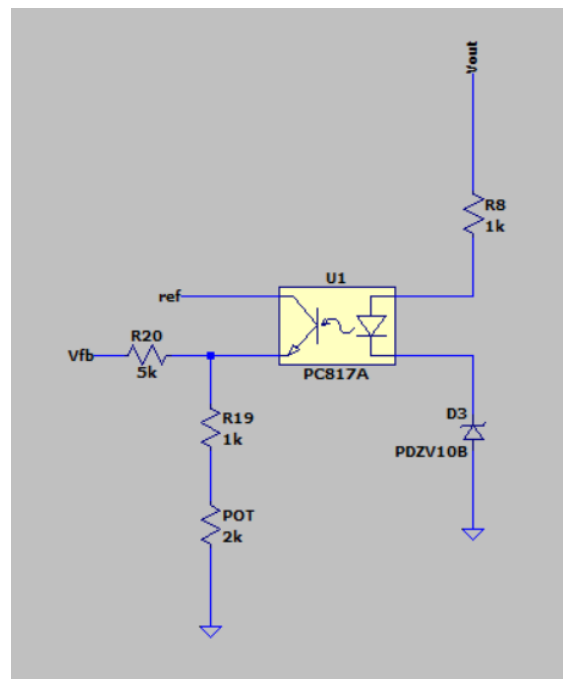 Vout
R8
1k
U1
ref
R20
Vfb
5k
PC817A
R19
1k
D3
PDZV10B
POT
2k